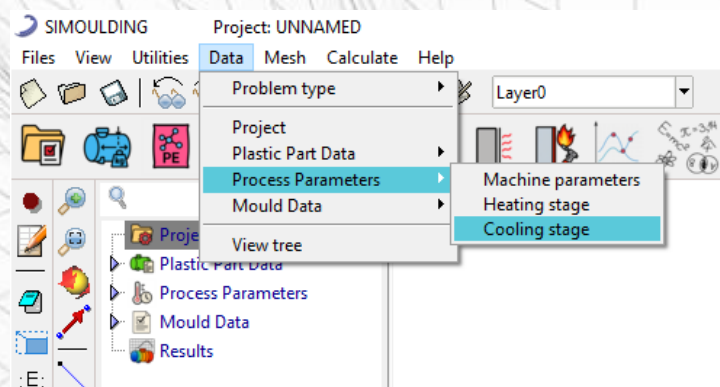 SIMOULDING Project: UNNAMED
Files View Utilities Data Mesh Calculate Help
Problem type
Layer0
Project
Plastic Part Data
Process Parameters
Mould Data
View tree
Machine parameters
Heating stage
Cooling stage
PE
Proje
Plastic Part Data
Process Parameters
Mould Data
Results
:E: